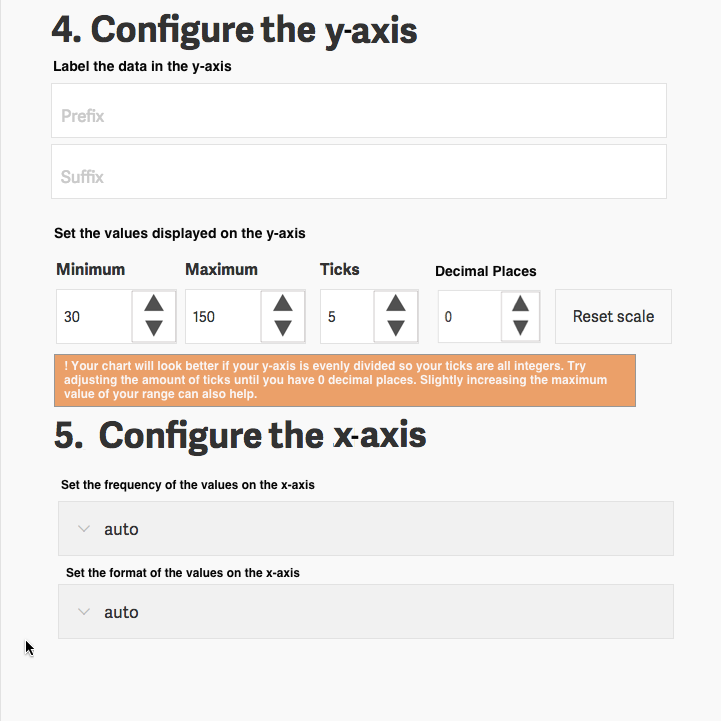 4. Configure the y-axis
Label the data in the y-axis
Prefix
Suffix
Set the values displayed on the y-axis
Minimum Maximum Ticks Decimal Places
30 150 5 0 Reset scale
! Your chart will look better if your y-axis is evenly divided so your ticks are all integers. Try
adjusting the amount of ticks until you have 0 decimal places. Slightly increasing the maximum
value of your range can also help.
5. Configure the x-axis
Set the frequency of the values on the x-axis
auto
Set the format of the values on the x-axis
auto